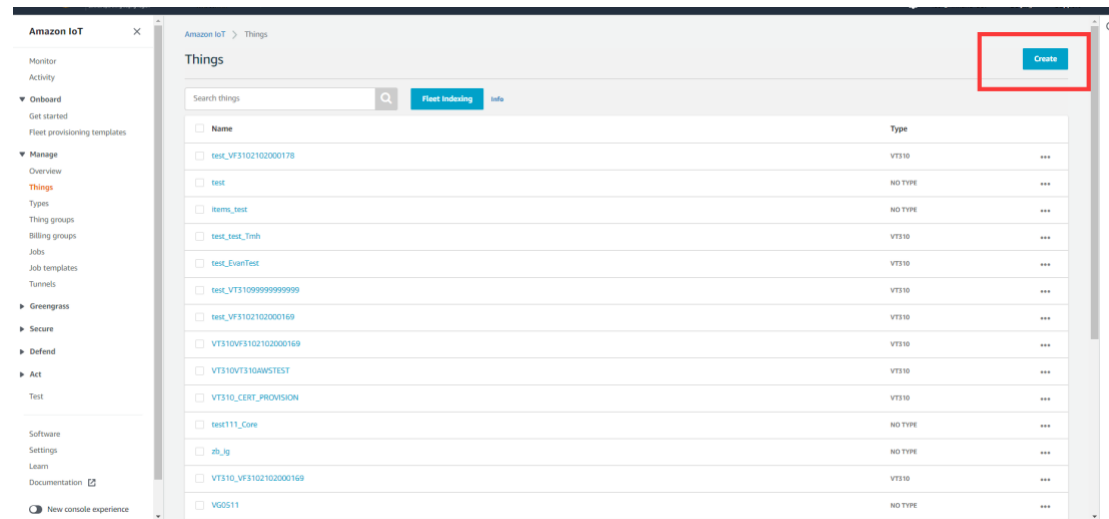 Amazon IoT
Monitor
Activity
Onboard
Get started
Fleet provisioning templates
Manage
Overview
Things
Types
Thing groups
Billing groups
Jobs
Job templates
Tunnels
Greengrass
Secure
Defend
Act
Test
Software
Settings
Learn
Documentation
New console experience
Amazon IoT > Things
Things
Create
Search things
Fleet Indexing
Info
Name Type
test_VF3102102000178 VT310
test NO TYPE
items_test NO TYPE
test_test_Tmh VT310
test_EvanTest VT310
test_VT31099999999999 VT310
test_VF3102102000169 VT310
VT310VF3102102000169 VT310
VT310VT310AWSTEST VT310
VT310_CERT_PROVISION VT310
test111_Core NO TYPE
zb_ig NO TYPE
VT310_VF3102102000169 VT310
VG0511 NO TYPE